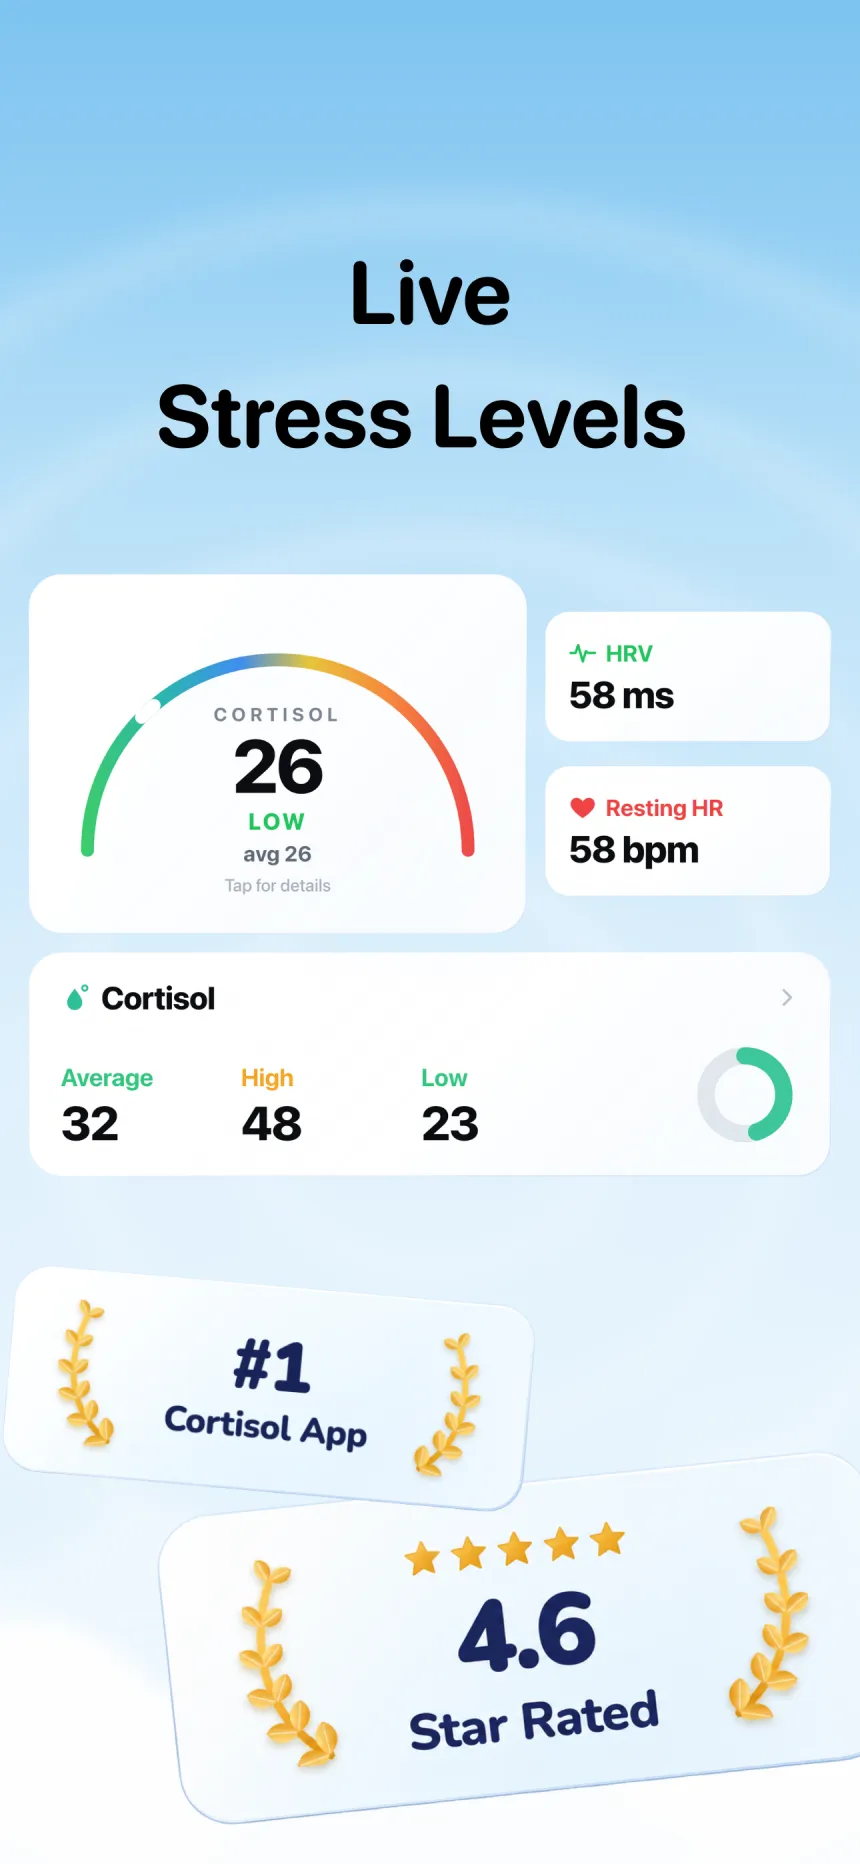 Live
Stress Levels
CORTISOL
26
LOW
avg 26
Tap for details
HRV
58 ms
Resting HR
58 bpm
Cortisol
Average
High
Low
32
48
23
#1
Cortisol App
4.6
Star Rated